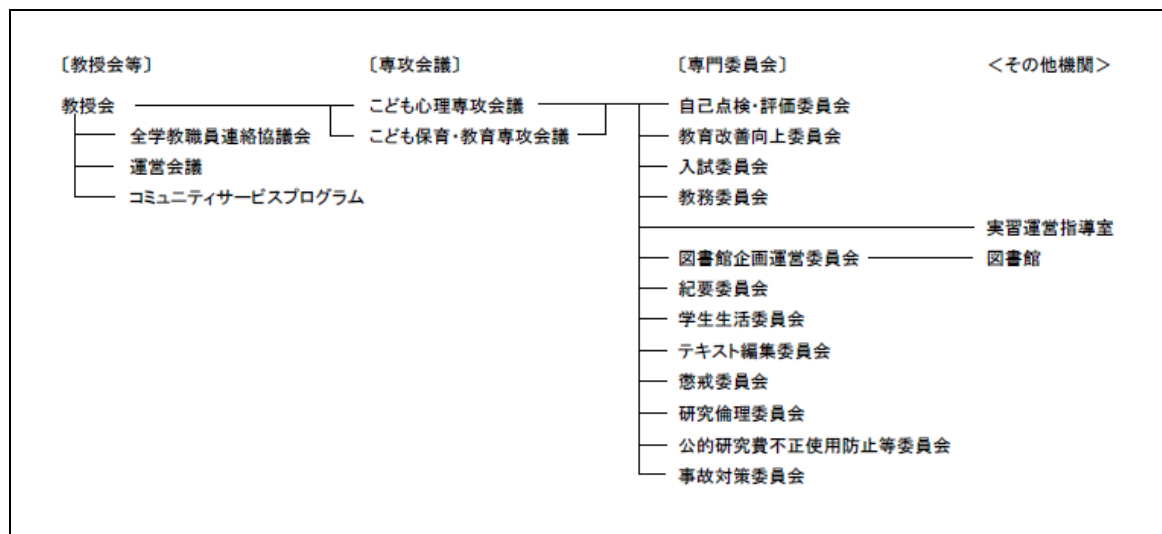 〔教授会等〕 〔専攻会議〕 〔専門委員会〕 ＜その他機関＞
教授会 こども心理専攻会議 自己点検・評価委員会
全学教職員連絡協議会 こども保育・教育専攻会議 教育改善向上委員会
運営会議 入試委員会
コミュニティサービスプログラム 教務委員会
実習運営指導室
図書館企画運営委員会 図書館
紀要委員会
学生生活委員会
テキスト編集委員会
懲戒委員会
研究倫理委員会
公的研究費不正使用防止等委員会
事故対策委員会